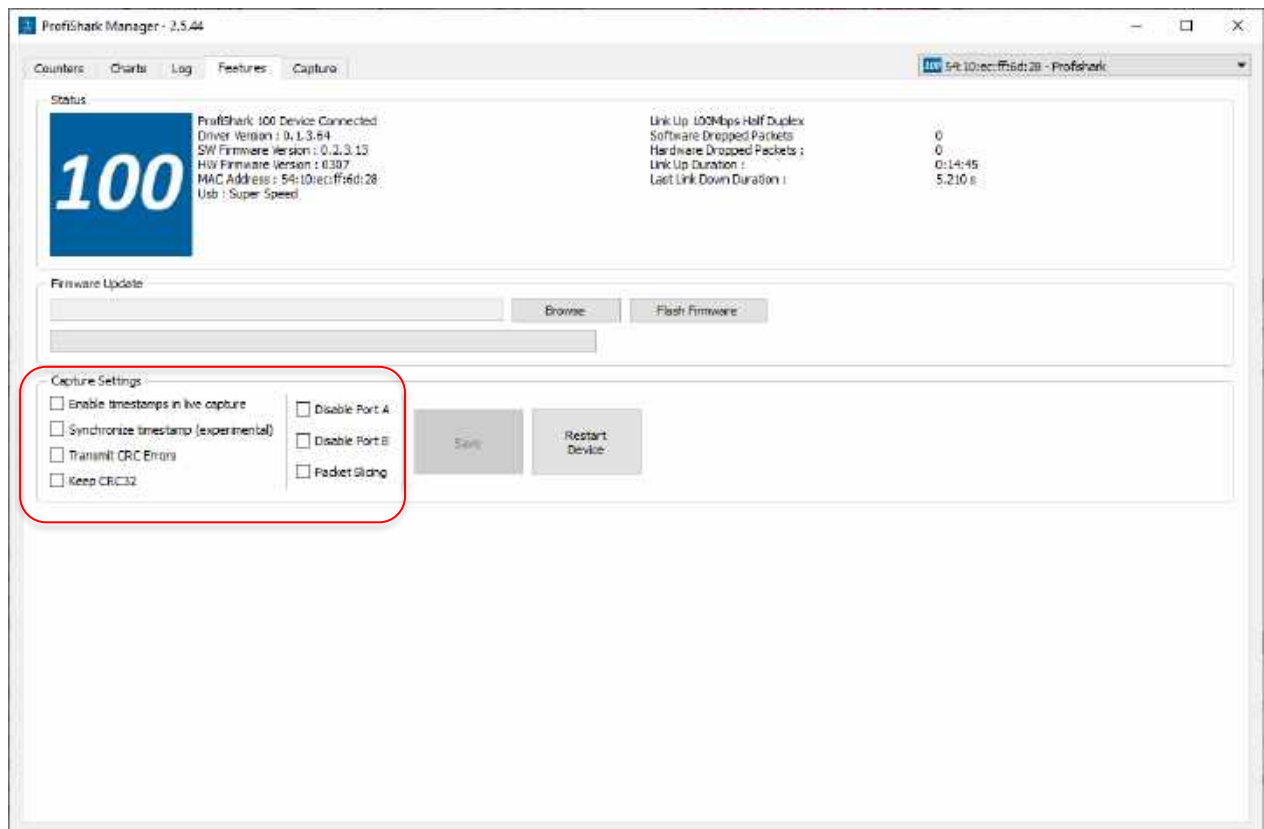 ProfiShark Manager - 2.5.44
Counters Charts Log Features Capture
100 54:10:ec:ff:6d:28 - Profishark
Status
100
ProfiShark 100 Device Connected
Driver Version : 0.1.3.64
SW Firmware Version : 0.2.3.13
HW Firmware Version : 0307
MAC Address : 54:10:ec:ff:6d:28
Usb : Super Speed
Link Up 100Mbps Half Duplex
Software Dropped Packets 0
Hardware Dropped Packets : 0
Link Up Duration : 0:14:45
Last Link Down Duration : 5.210 s
Firmware Update
Browse
Flash Firmware
Capture Settings
Enable timestamps in live capture
Synchronize timestamp (experimental)
Transmit CRC Errors
Keep CRC32
Disable Port A
Disable Port B
Packet Slicing
Save
Restart
Device